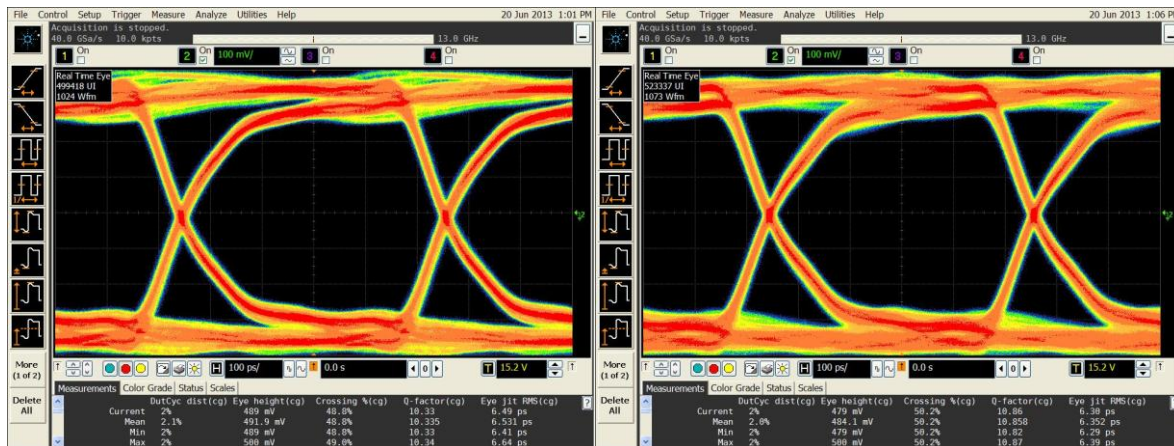 File Control Setup Trigger Measure Analyze Utilities Help 20 Jun 2013 1:01 PM
Acquisition is stopped.
40.0 GSa/s 10.0 kpts 13.0 GHz
1 On 2 On 100 mV/ 3 On 4 On
Real Time Eye
499418 UI
1024 Wfm
1/
More
(1 of 2)
Delete
All
H 100 ps/ 0.0 s 0 T 15.2 V
Measurements Color Grade Status Scales ?
DutCyc dist(cg) Eye height(cg) Crossing %(cg) Q-factor(cg) Eye jit RMS(cg)
Current 2% 489 mV 48.8% 10.33 6.49 ps
Mean 2.1% 491.9 mV 48.8% 10.335 6.531 ps
Min 2% 489 mV 48.8% 10.33 6.41 ps
Max 2% 500 mV 49.0% 10.34 6.64 ps
File Control Setup Trigger Measure Analyze Utilities Help 20 Jun 2013 1:06 PM
Acquisition is stopped.
40.0 GSa/s 10.0 kpts 13.0 GHz
1 On 2 On 100 mV/ 3 On 4 On
Real Time Eye
523337 UI
1073 Wfm
1/
More
(1 of 2)
Delete
All
H 100 ps/ 0.0 s 0 T 15.2 V
Measurements Color Grade Status Scales ?
DutCyc dist(cg) Eye height(cg) Crossing %(cg) Q-factor(cg) Eye jit RMS(cg)
Current 2% 479 mV 50.2% 10.86 6.30 ps
Mean 2.0% 484.1 mV 50.2% 10.858 6.352 ps
Min 2% 479 mV 50.2% 10.82 6.29 ps
Max 2% 500 mV 50.2% 10.87 6.39 ps